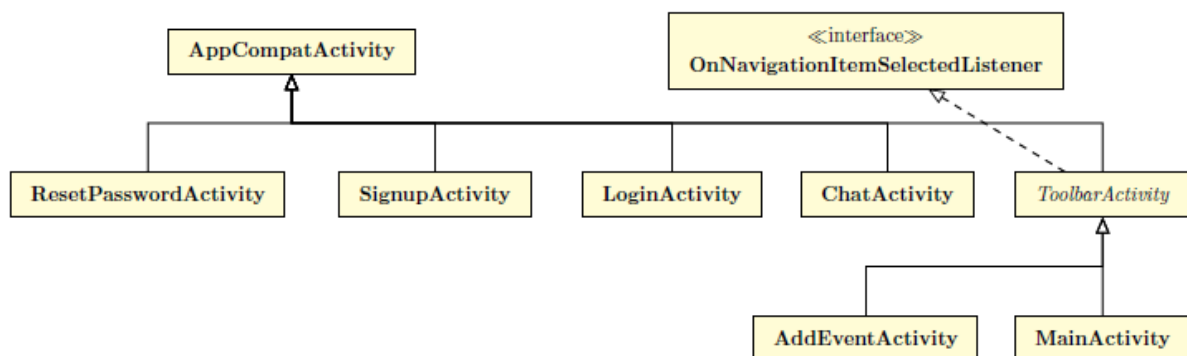 AppCompatActivity
≪interface≫
OnNavigationItemSelectedListener
ResetPasswordActivity
SignupActivity
LoginActivity
ChatActivity
ToolbarActivity
AddEventActivity
MainActivity